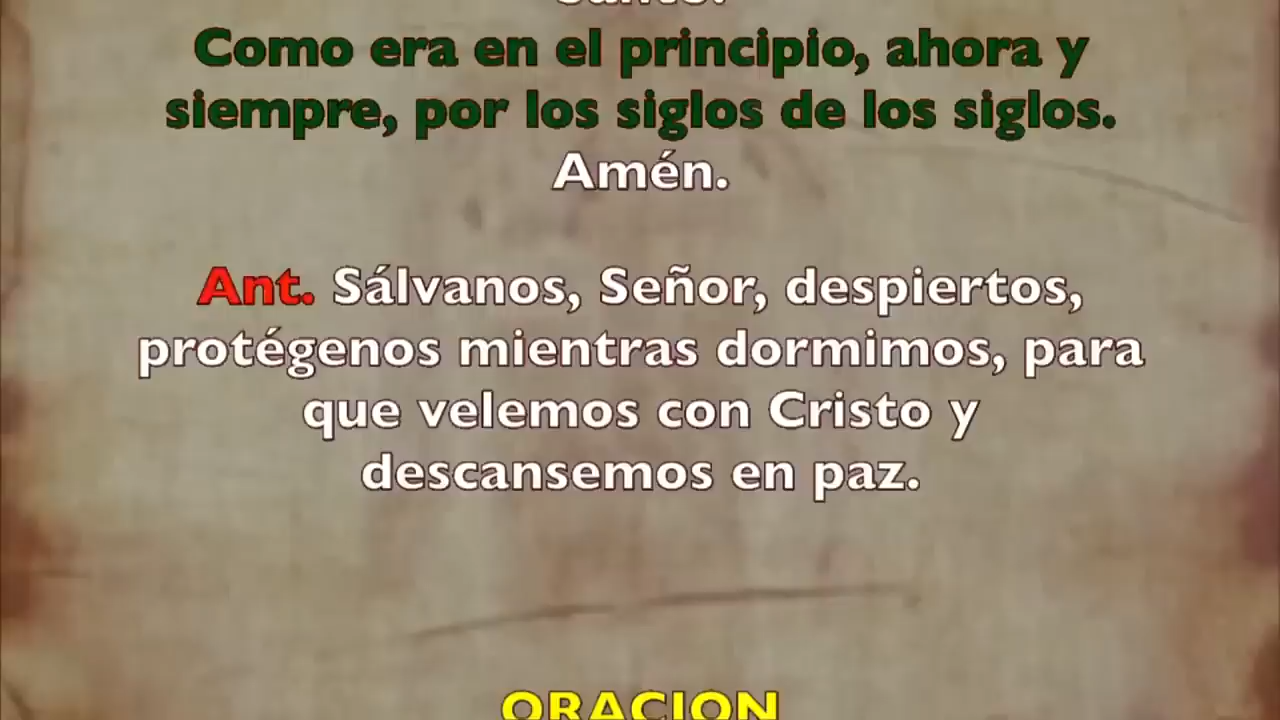 Santo.
Como era en el principio, ahora y
siempre, por los siglos de los siglos.
Amén.
Ant. Sálvanos, Señor, despiertos,
protégenos mientras dormimos, para
que velemos con Cristo y
descansemos en paz.
ORACION